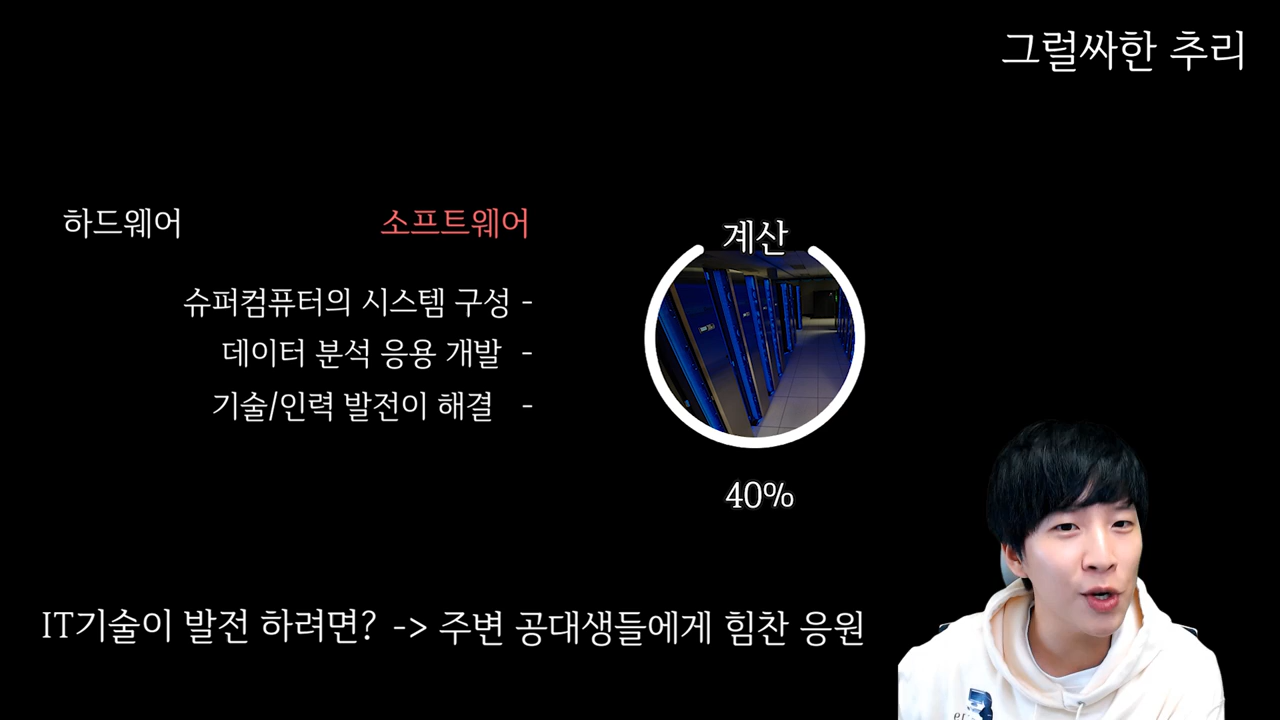 그럴싸한 추리
하드웨어
소프트웨어
계산
슈퍼컴퓨터의 시스템 구성 -
데이터 분석 응용 개발 -
기술/인력 발전이 해결 -
40%
IT기술이 발전 하려면? -> 주변 공대생들에게 힘찬 응원